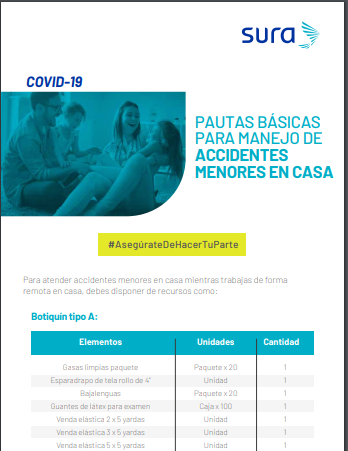 sura
COVID-19
PAUTAS BÁSICAS
PARA MANEJO DE
ACCIDENTES
MENORES EN CASA
#AsegúrateDeHacerTuParte
Para atender accidentes menores en casa mientras trabajas de forma
remota en casa, debes disponer de recursos como:
Botiquín tipo A:
Elementos Unidades Cantidad
Gasas limpias paquete Paquete x 20 1
Esparadrapo de tela rollo de 4" Unidad 1
Bajalenguas Paquete x 20 1
Guantes de látex para examen Caja x 100 1
Venda elástica 2 x 5 yardas Unidad 1
Venda elástica 3 x 5 yardas Unidad 1
Venda elástica 5 x 5 yardas Unidad 1